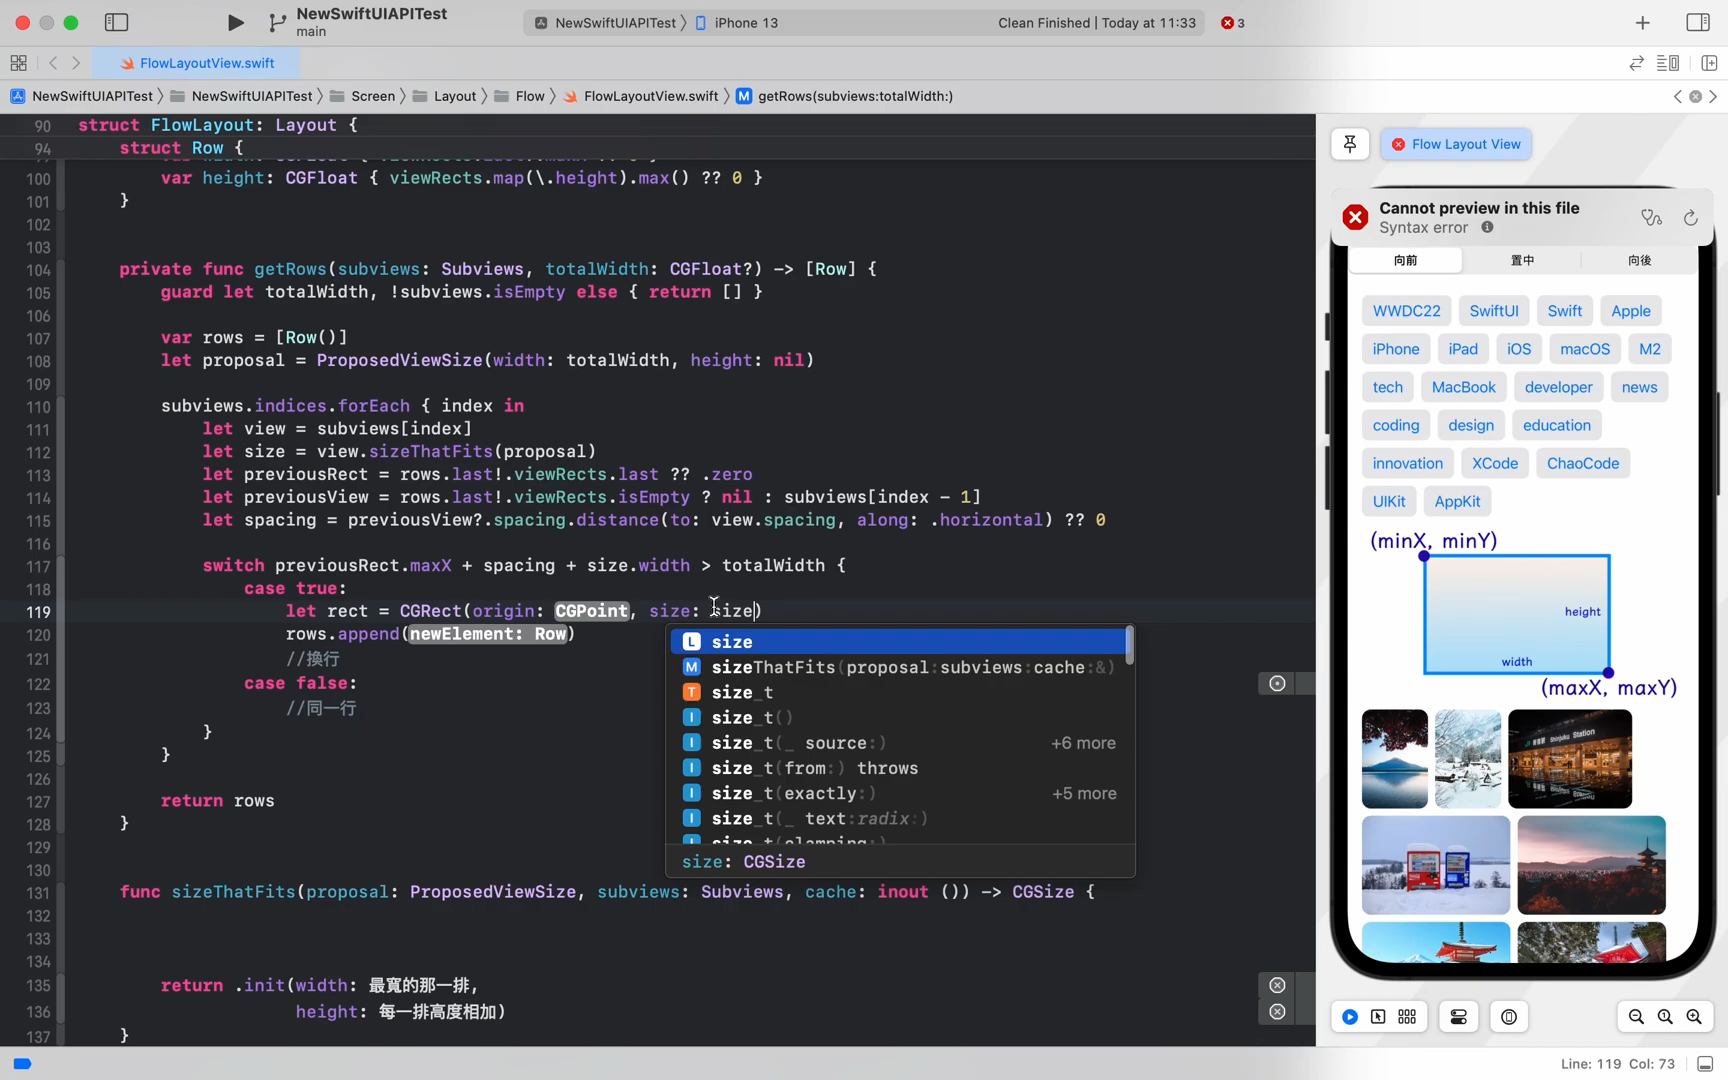 NewSwiftUIAPITest
main
NewSwiftUIAPITest 〉 iPhone 13
Clean Finished | Today at 11:33
3
FlowLayoutView.swift
NewSwiftUIAPITest 〉 NewSwiftUIAPITest 〉 Screen 〉 Layout 〉 Flow 〉 FlowLayoutView.swift 〉 M getRows(subviews:totalWidth:)
90 struct FlowLayout: Layout {
94 struct Row {
100 var height: CGFloat { viewRects.map(\.height).max() ?? 0 }
101 }
102
103
104 private func getRows(subviews: Subviews, totalWidth: CGFloat?) -> [Row] {
105 guard let totalWidth, !subviews.isEmpty else { return [] }
106
107 var rows = [Row()]
108 let proposal = ProposedViewSize(width: totalWidth, height: nil)
109
110 subviews.indices.forEach { index in
111 let view = subviews[index]
112 let size = view.sizeThatFits(proposal)
113 let previousRect = rows.last!.viewRects.last ?? .zero
114 let previousView = rows.last!.viewRects.isEmpty ? nil : subviews[index - 1]
115 let spacing = previousView?.spacing.distance(to: view.spacing, along: .horizontal) ?? 0
116
117 switch previousRect.maxX + spacing + size.width > totalWidth {
118 case true:
119 let rect = CGRect(origin: CGPoint, size: size)
120 rows.append(newElement: Row)
121 //換行
122 case false:
123 //同一行
124 }
125 }
126
127 return rows
128 }
129
130
131 func sizeThatFits(proposal: ProposedViewSize, subviews: Subviews, cache: inout ()) -> CGSize {
132
133
134
135 return .init(width: 最寬的那一排,
136 height: 每一排高度相加)
137 }
L size
M sizeThatFits(proposal:subviews:cache:&)
T size_t
I size_t()
I size_t(_ source:) +6 more
I size_t(from:) throws
I size_t(exactly:) +5 more
I size_t(_ text:radix:)
size: CGSize
Flow Layout View
Cannot preview in this file
Syntax error
向前 置中 向後
WWDC22 SwiftUI Swift Apple
iPhone iPad iOS macOS M2
tech MacBook developer news
coding design education
innovation XCode ChaoCode
UIKit AppKit
(minX, minY)
height
width
(maxX, maxY)
Shinjuku Station
Line: 119 Col: 73